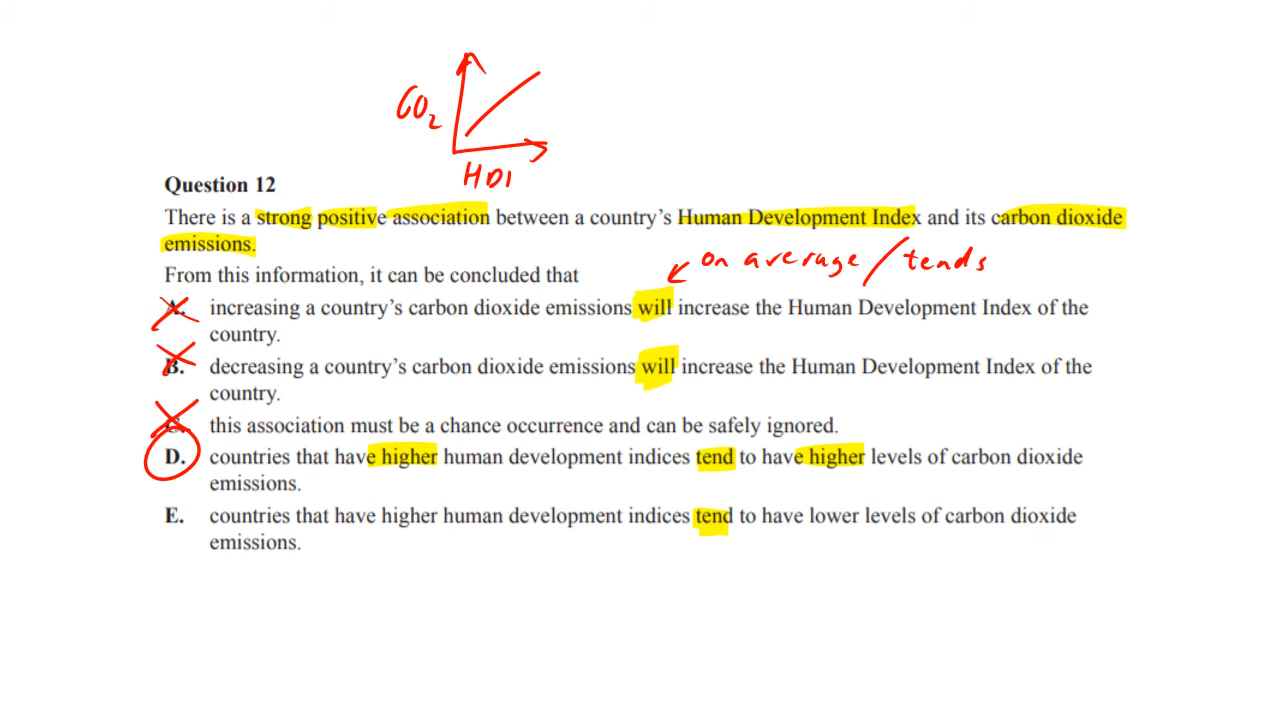 CO2
HDI
Question 12
There is a strong positive association between a country's Human Development Index and its carbon dioxide
emissions.
on average / tends
From this information, it can be concluded that
A. increasing a country's carbon dioxide emissions will increase the Human Development Index of the
country.
B. decreasing a country's carbon dioxide emissions will increase the Human Development Index of the
country.
C. this association must be a chance occurrence and can be safely ignored.
D. countries that have higher human development indices tend to have higher levels of carbon dioxide
emissions.
E. countries that have higher human development indices tend to have lower levels of carbon dioxide
emissions.